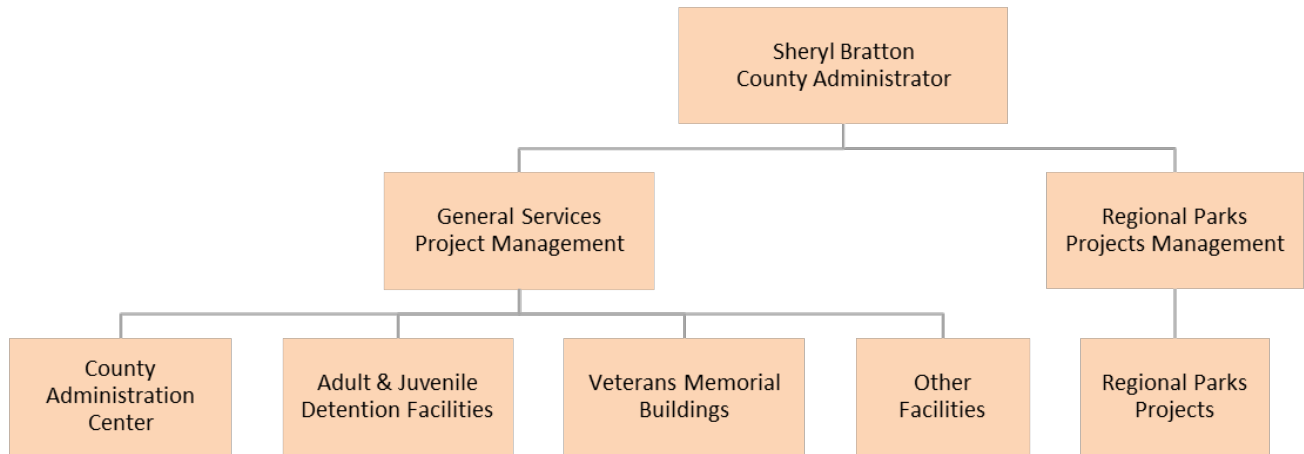 Sheryl Bratton
County Administrator
General Services
Project Management
Regional Parks
Projects Management
County
Administration
Center
Adult & Juvenile
Detention Facilities
Veterans Memorial
Buildings
Other
Facilities
Regional Parks
Projects